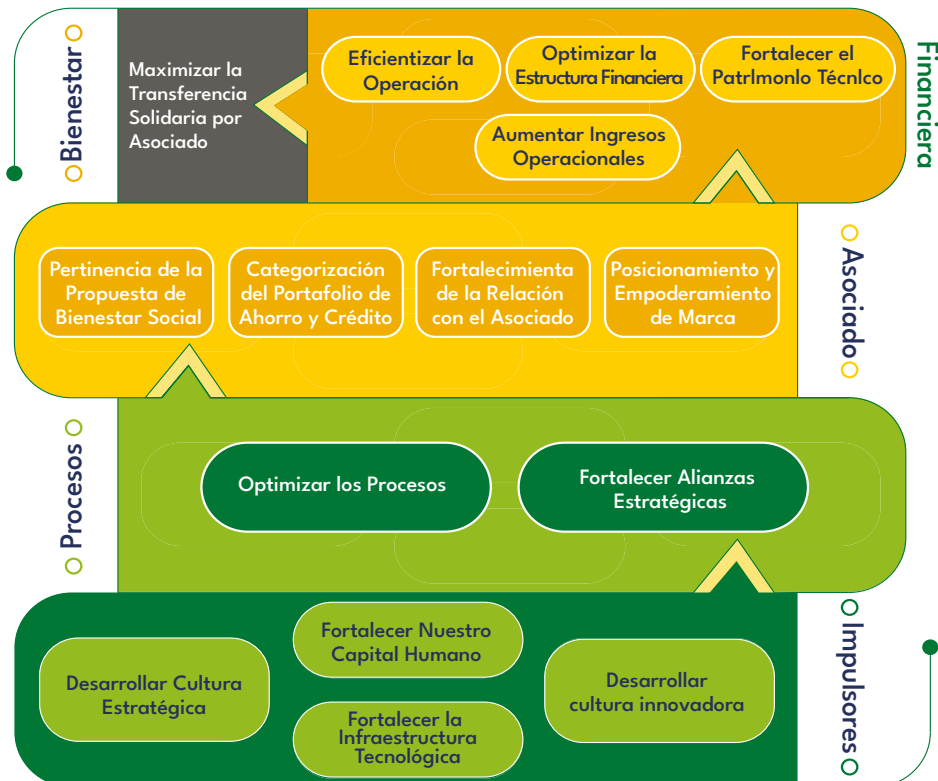 Bienestar
Maximizar la
Transferencia
Solidaria por
Asociado
Eficientizar la
Operación
Optimizar la
Estructura Financiera
Fortalecer el
PatrImonIo TécnIco
Aumentar Ingresos
Operacionales
Financiera
Pertinencia de la
Propuesta de
Bienestar Social
Categorización
del Portafolio de
Ahorro y Crédito
Fortalecimienta
de la Relación
con el Asociado
Posicionamiento y
Empoderamiento
de Marca
Asociado
Procesos
Optimizar los Procesos
Fortalecer Alianzas
Estratégicas
Desarrollar Cultura
Estratégica
Fortalecer Nuestro
Capital Humano
Fortalecer la
Infraestructura
Tecnológica
Desarrollar
cultura innovadora
Impulsores